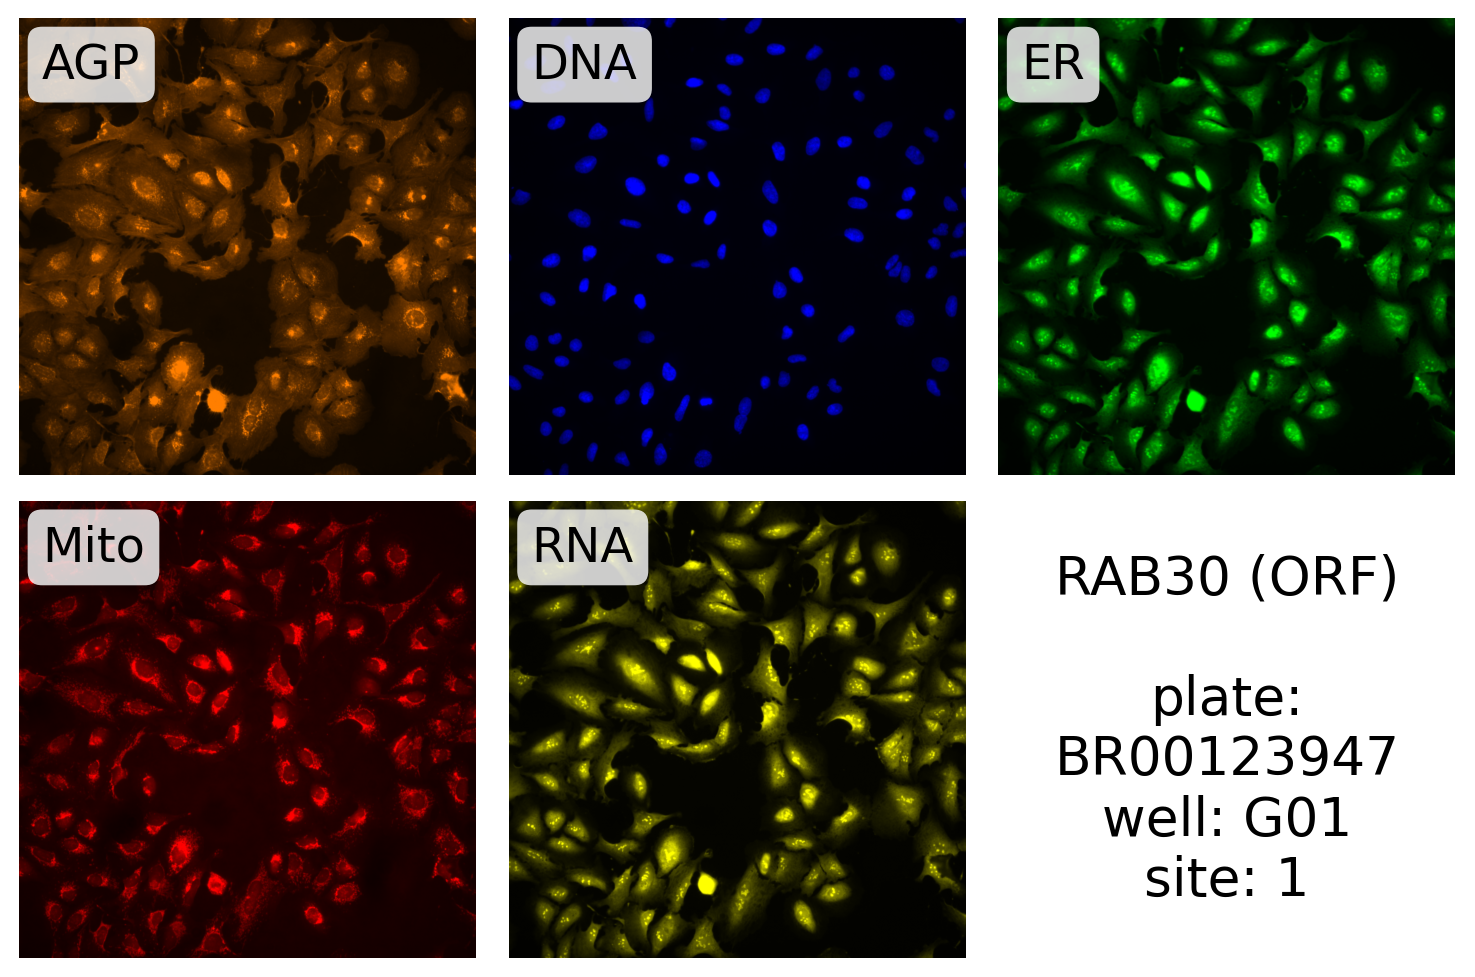 AGP
DNA
ER
Mito
RNA
RAB30 (ORF)
plate:
BR00123947
well: G01
site: 1